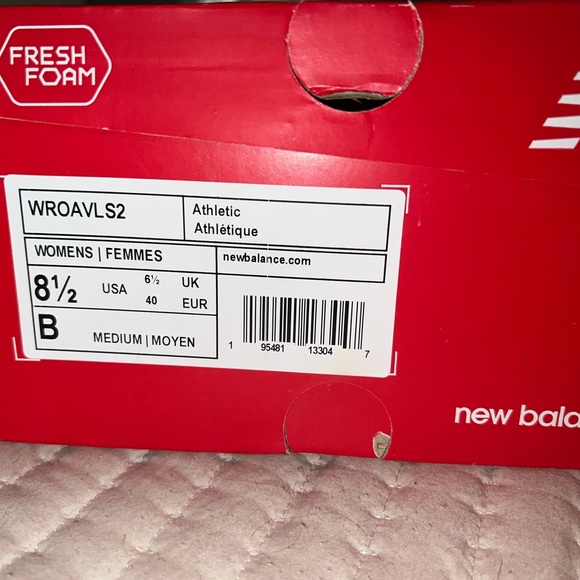 FRESH
FOAM
WROAVLS2
Athletic
Athlétique
WOMENS | FEMMES
newbalance.com
8½ USA 6½ UK
40 EUR
B MEDIUM | MOYEN
1 95481 13304 7
new bala